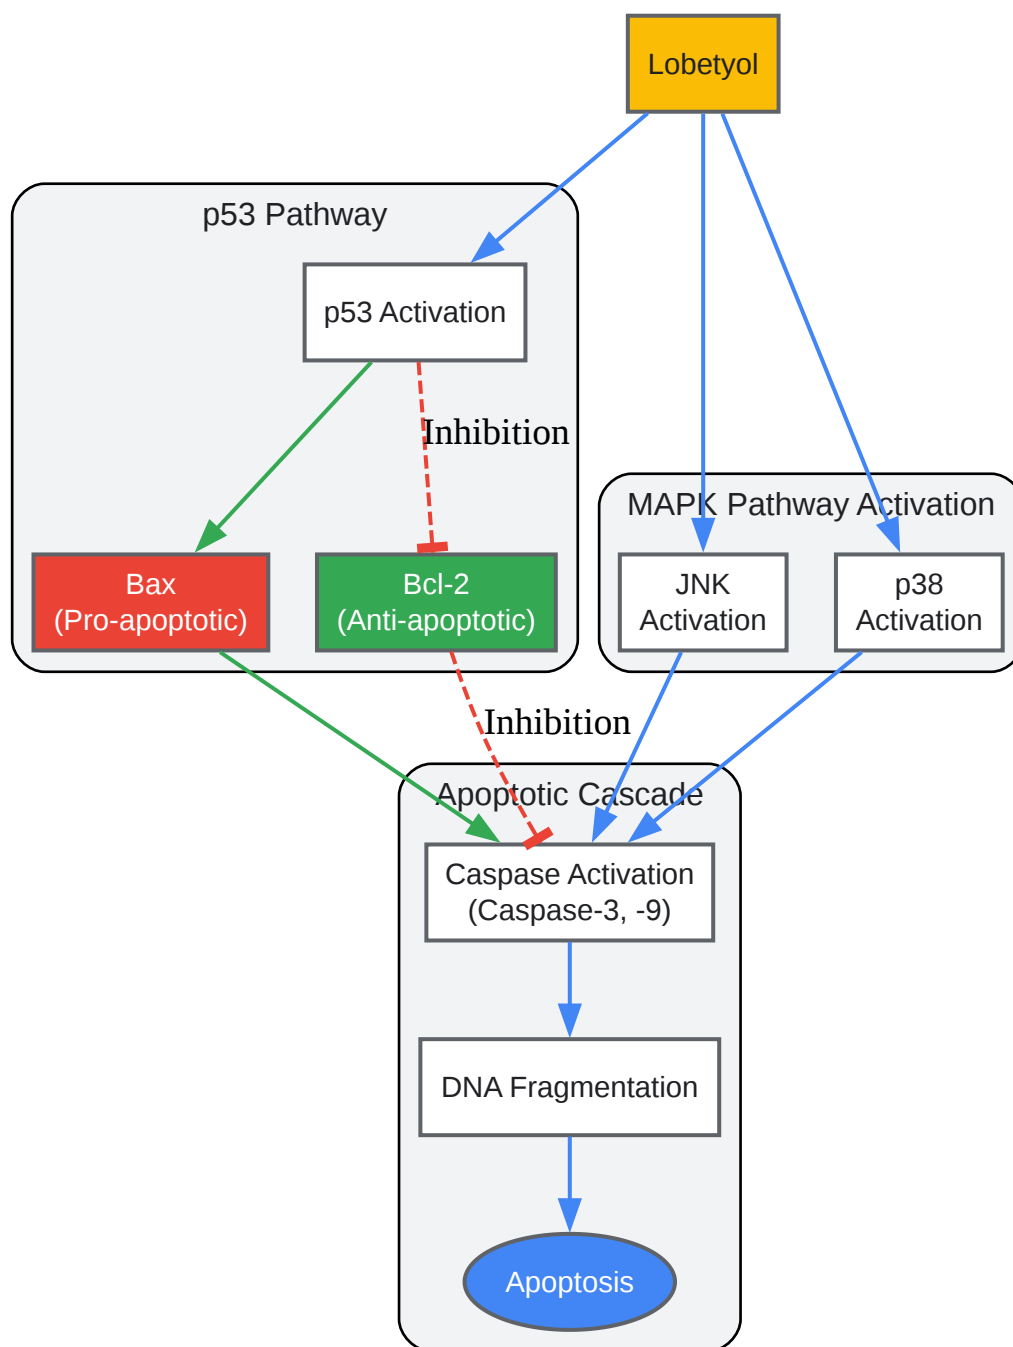 Lobetyol
p53 Pathway
p53 Activation
Inhibition
MAPK Pathway Activation
Bax
(Pro-apoptotic)
Bcl-2
(Anti-apoptotic)
JNK
Activation
p38
Activation
Inhibition
Apoptotic Cascade
Caspase Activation
(Caspase-3, -9)
DNA Fragmentation
Apoptosis